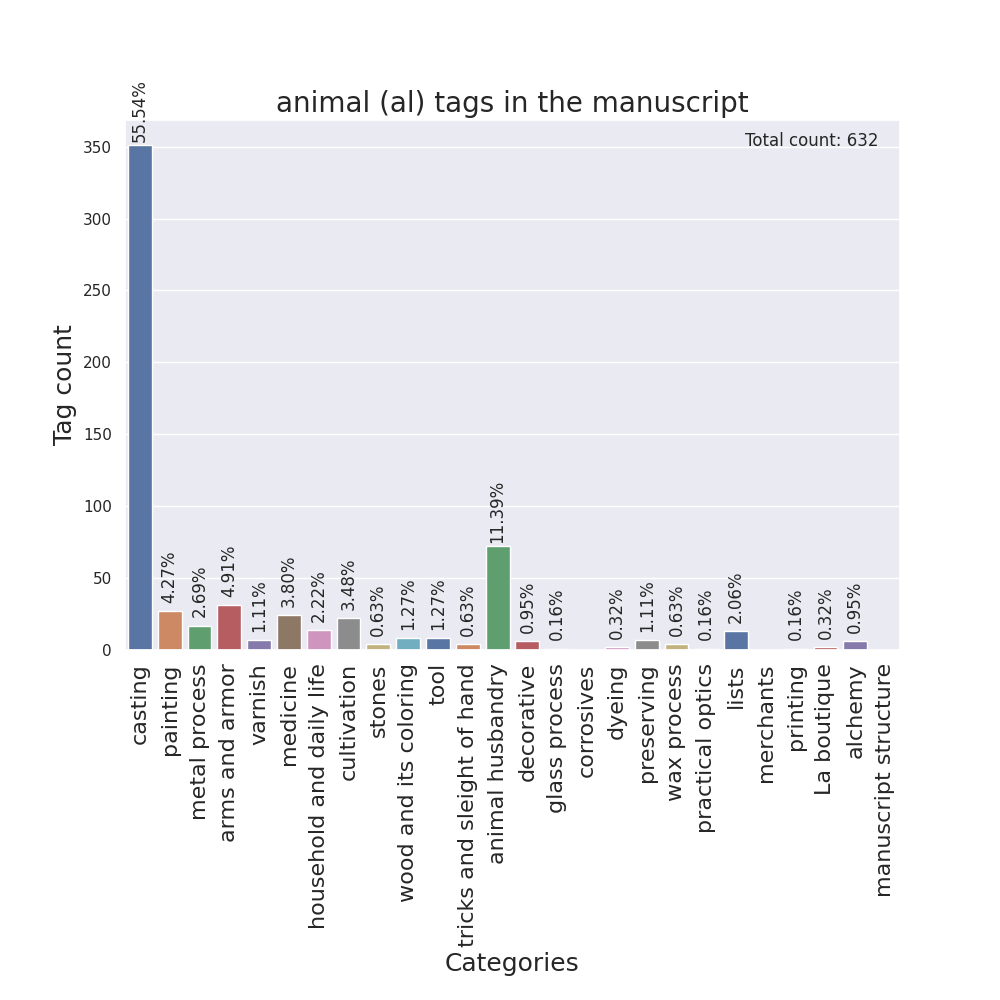 animal (al) tags in the manuscript
Total count: 632
Tag count
350
300
250
200
150
100
50
0
55.54%
4.27%
2.69%
4.91%
1.11%
3.80%
2.22%
3.48%
0.63%
1.27%
1.27%
0.63%
11.39%
0.95%
0.16%
0.32%
1.11%
0.63%
0.16%
2.06%
0.16%
0.32%
0.95%
casting
painting
metal process
arms and armor
varnish
medicine
household and daily life
cultivation
stones
wood and its coloring
tool
tricks and sleight of hand
animal husbandry
decorative
glass process
corrosives
dyeing
preserving
wax process
practical optics
lists
merchants
printing
La boutique
alchemy
manuscript structure
Categories